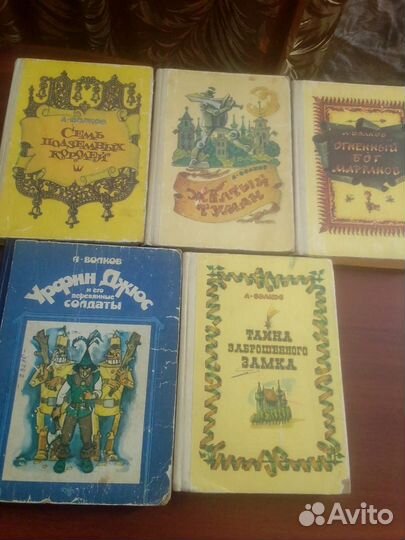 А·ВОЛКОВ
СЕМЬ
ПОДЗЕМНЫХ
КОРОЛЕЙ
А·ВОЛКОВ
ЖЁЛТЫЙ
ТУМАН
А·ВОЛКОВ
ОГНЕННЫЙ
БОГ
МАРРАНОВ
А·ВОЛКОВ
Урфин Джюс
и его
деревянные
солдаты
А·ВОЛКОВ
ТАЙНА
ЗАБРОШЕННОГО
ЗАМКА
Avito